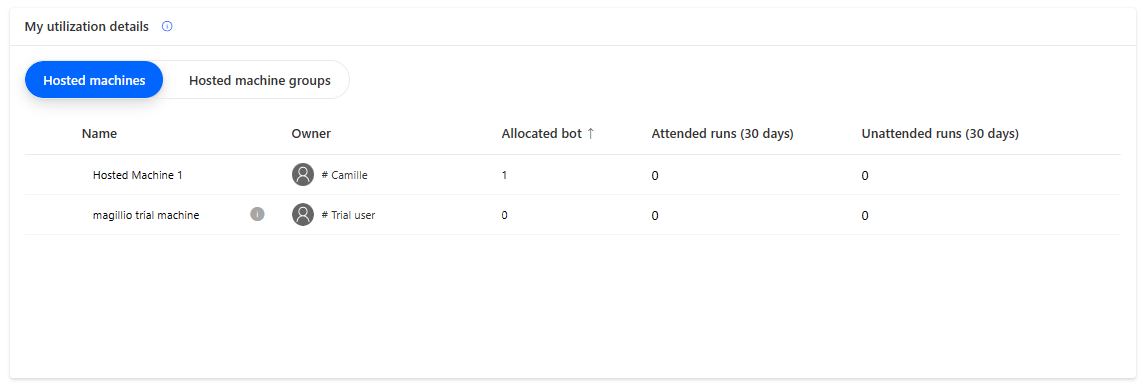 My utilization details
Hosted machines Hosted machine groups
Name Owner Allocated bot ↑ Attended runs (30 days) Unattended runs (30 days)
Hosted Machine 1 # Camille 1 0 0
magillio trial machine # Trial user 0 0 0